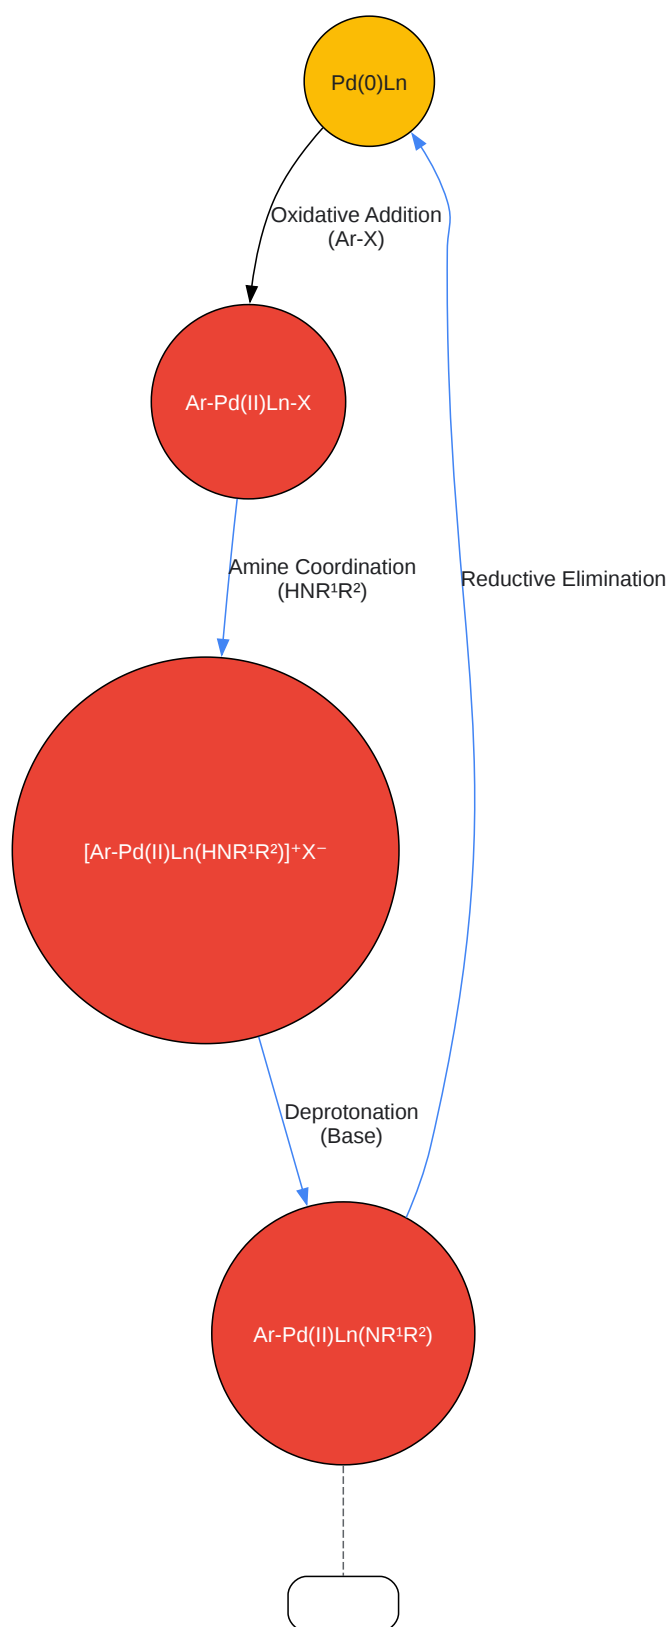 Pd(0)Ln
Oxidative Addition
(Ar-X)
Ar-Pd(II)Ln-X
Amine Coordination
(HNR¹R²)
Reductive Elimination
[Ar-Pd(II)Ln(HNR¹R²)]⁺X⁻
Deprotonation
(Base)
Ar-Pd(II)Ln(NR¹R²)